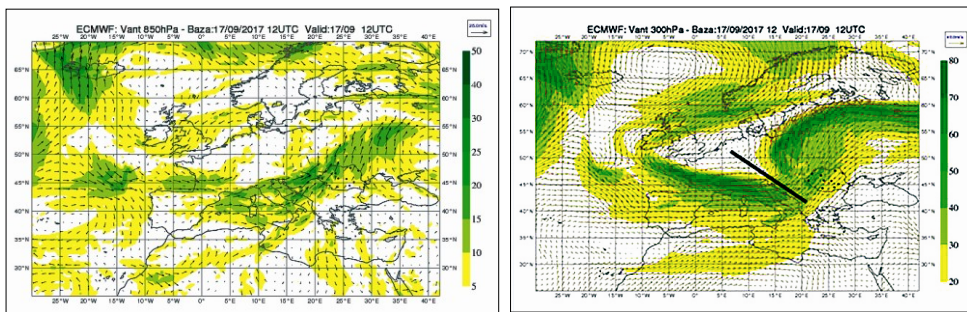 ECMWF: Vant 850hPa - Baza:17/09/2017 12UTC Valid:17/09 12UTC
65°N
60°N
55°N
50°N
45°N
40°N
35°N
30°N
25°W 20°W 15°W 10°W 5°W 0°E 5°E 10°E 15°E 20°E 25°E 30°E 35°E 40°E
50
40
30
20
15
10
5
ECMWF: Vant 300hPa - Baza:17/09/2017 12 Valid:17/09 12UTC
70°N
65°N
60°N
55°N
50°N
45°N
40°N
35°N
30°N
25°W 20°W 15°W 10°W 5°W 0°E 5°E 10°E 15°E 20°E 25°E 30°E 35°E 40°E
80
70
60
50
40
30
20